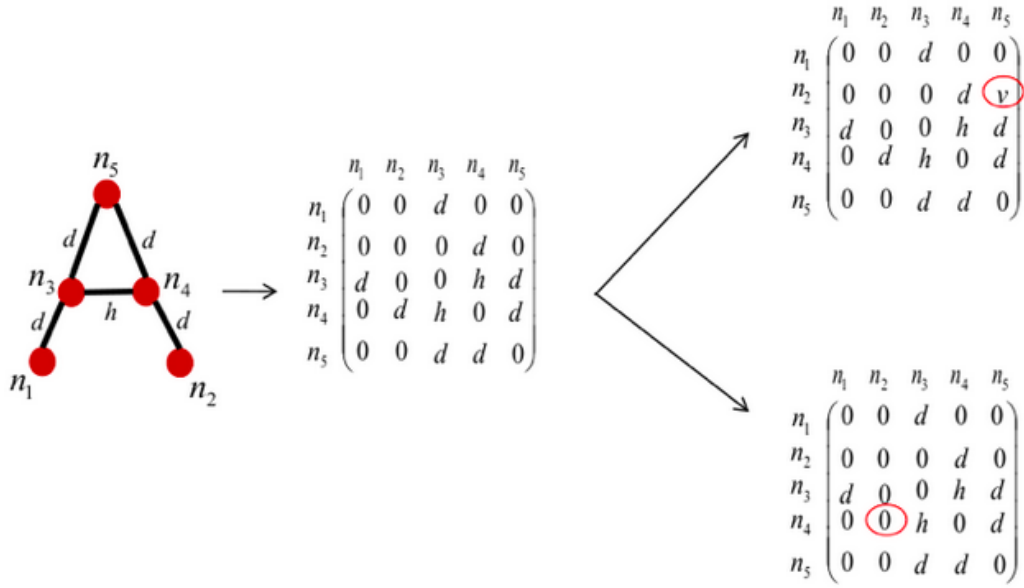 n5
d d
n3 n4
h
d d
n1 n2
n1 n2 n3 n4 n5
n1 0 0 d 0 0
n2 0 0 0 d 0
n3 d 0 0 h d
n4 0 d h 0 d
n5 0 0 d d 0
n1 n2 n3 n4 n5
n1 0 0 d 0 0
n2 0 0 0 d v
n3 d 0 0 h d
n4 0 d h 0 d
n5 0 0 d d 0
n1 n2 n3 n4 n5
n1 0 0 d 0 0
n2 0 0 0 d 0
n3 d 0 0 h d
n4 0 0 h 0 d
n5 0 0 d d 0